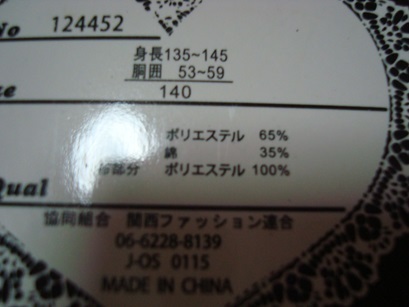 No 124452
身長135~145
胴囲 53~59
140
ポリエステル 65%
綿 35%
部分 ポリエステル 100%
Qual
協同組合 関西ファッション連合
06-6228-8139
J-OS 0115
MADE IN CHINA